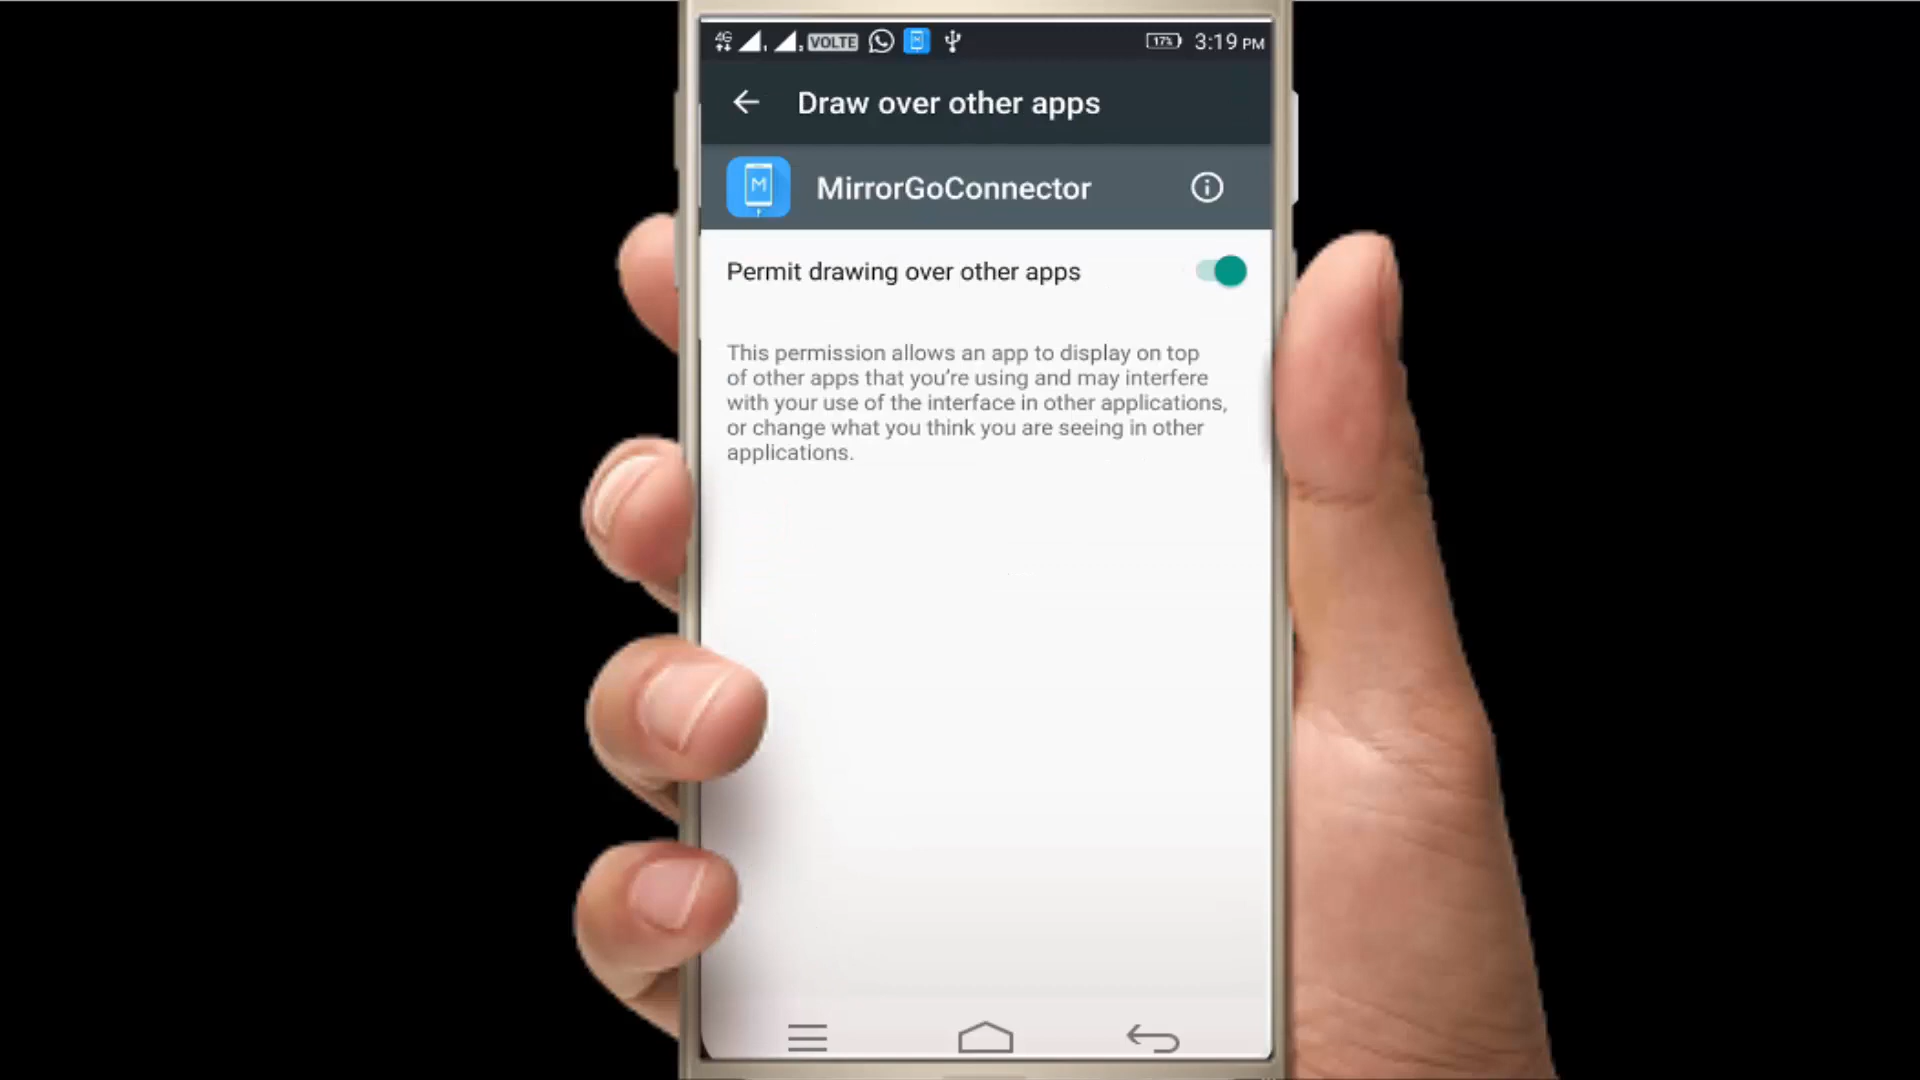 4G VOLTE 17% 3:19 PM
Draw over other apps
M MirrorGoConnector
Permit drawing over other apps
This permission allows an app to display on top
of other apps that you're using and may interfere
with your use of the interface in other applications,
or change what you think you are seeing in other
applications.